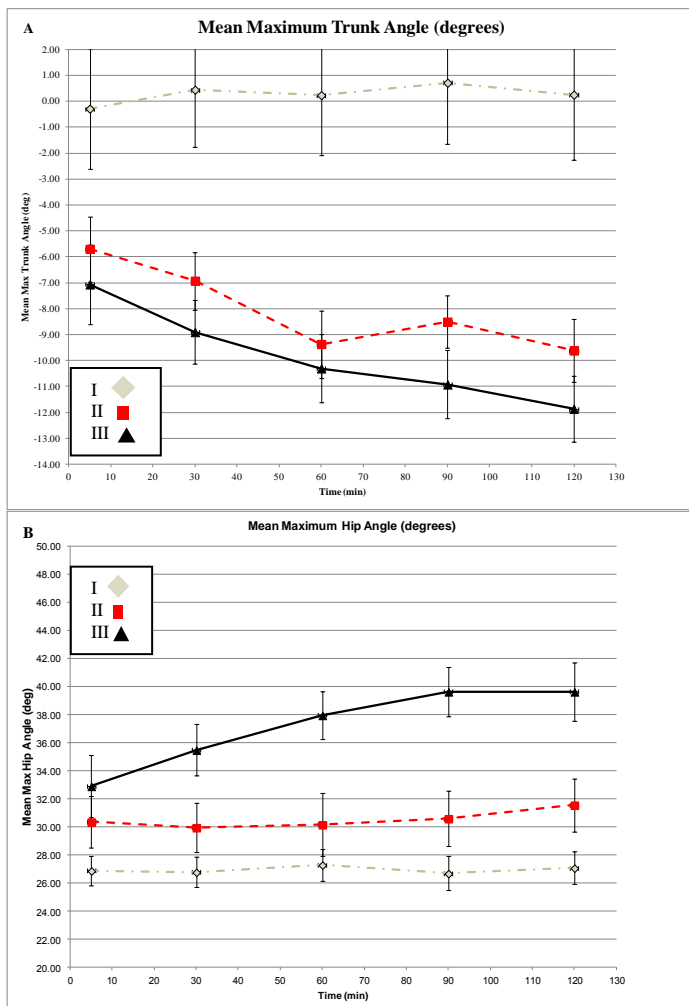 A
Mean Maximum Trunk Angle (degrees)
2.00
1.00
0.00
-1.00
-2.00
-3.00
-4.00
-5.00
-6.00
-7.00
-8.00
-9.00
-10.00
-11.00
-12.00
-13.00
-14.00
Mean Max Trunk Angle (deg)
I
II
III
0 10 20 30 40 50 60 70 80 90 100 110 120 130
Time (min)
B
Mean Maximum Hip Angle (degrees)
50.00
48.00
46.00
44.00
42.00
40.00
38.00
36.00
34.00
32.00
30.00
28.00
26.00
24.00
22.00
20.00
Mean Max Hip Angle (deg)
I
II
III
0 10 20 30 40 50 60 70 80 90 100 110 120 130
Time (min)